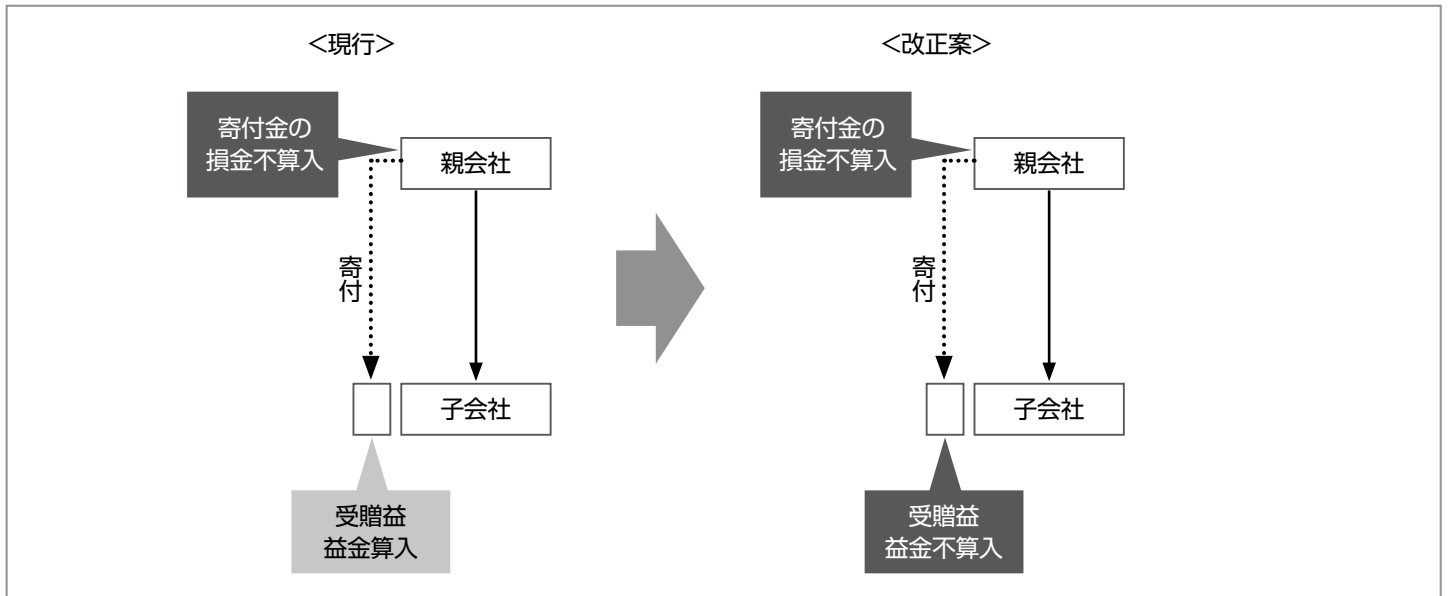 <現行>
寄付金の
損金不算入
親会社
寄付
子会社
受贈益
益金算入
<改正案>
寄付金の
損金不算入
親会社
寄付
子会社
受贈益
益金不算入